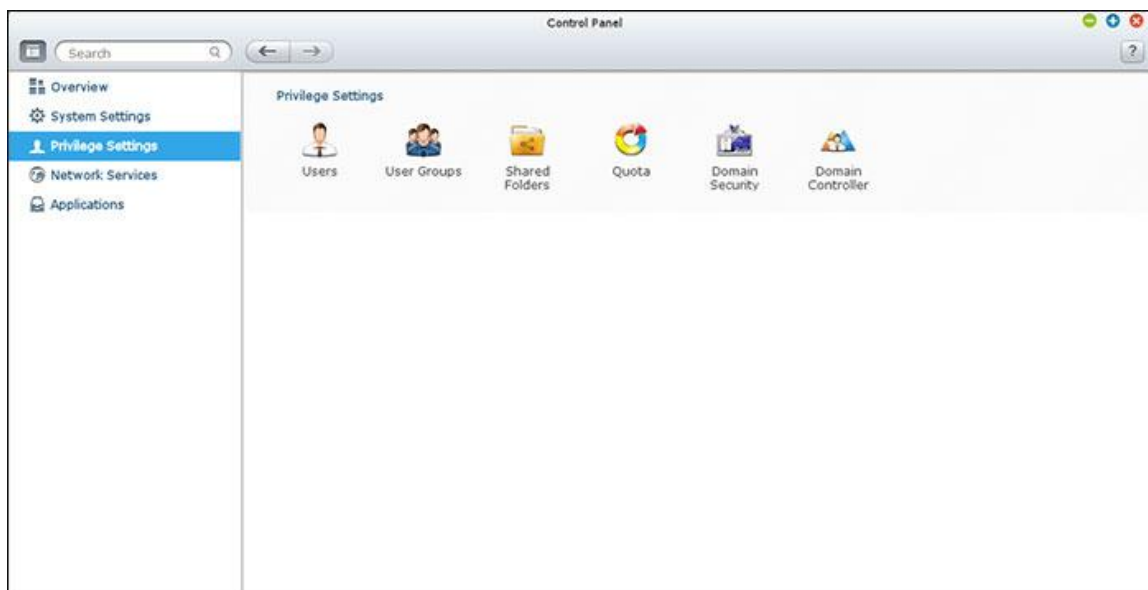 Control Panel
Search
?
Overview
System Settings
Privilege Settings
Network Services
Applications
Privilege Settings
Users
User Groups
Shared
Folders
Quota
Domain
Security
Domain
Controller